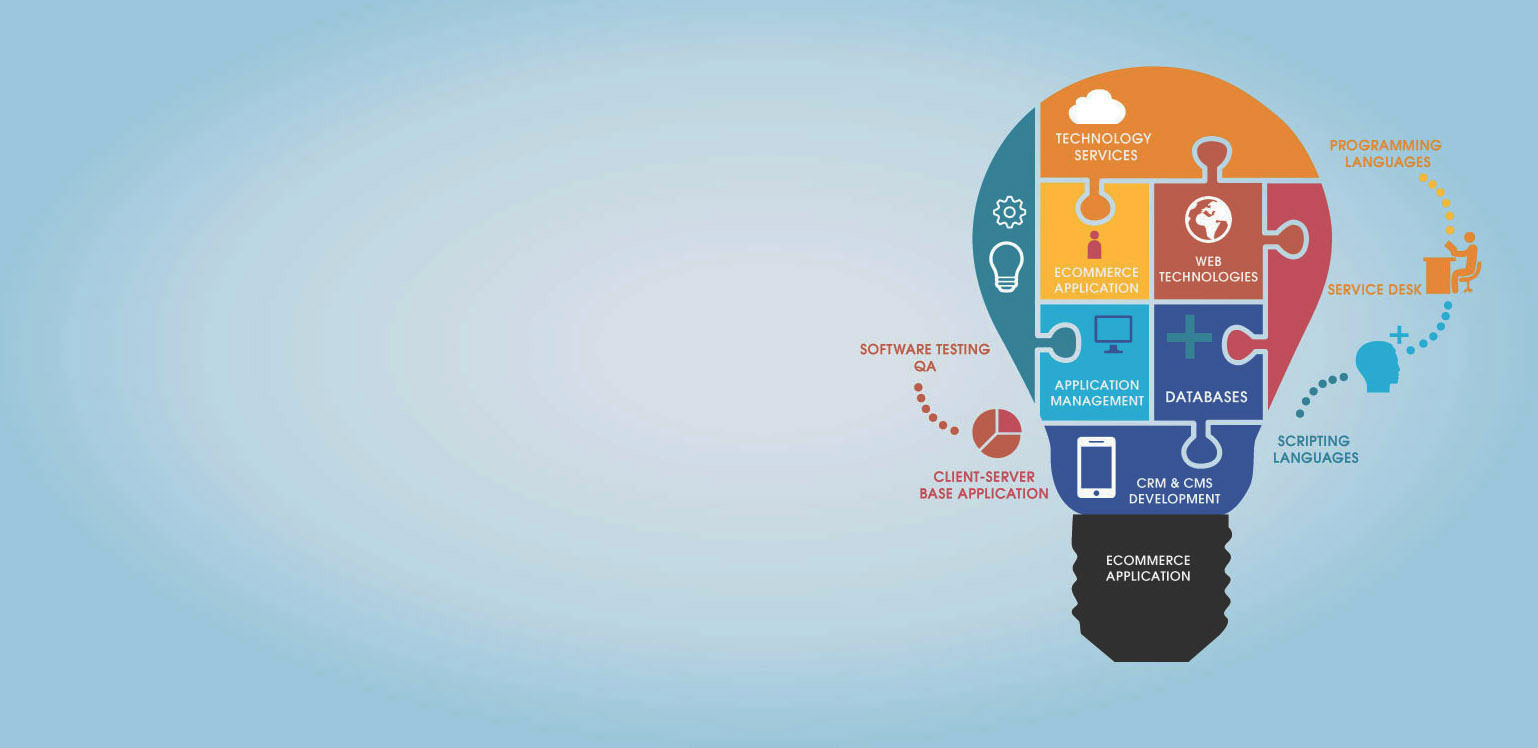 TECHNOLOGY
SERVICES
ECOMMERCE
APPLICATION
WEB
TECHNOLOGIES
APPLICATION
MANAGEMENT
DATABASES
CRM & CMS
DEVELOPMENT
ECOMMERCE
APPLICATION
SOFTWARE TESTING
QA
CLIENT-SERVER
BASE APPLICATION
PROGRAMMING
LANGUAGES
SERVICE DESK
SCRIPTING
LANGUAGES